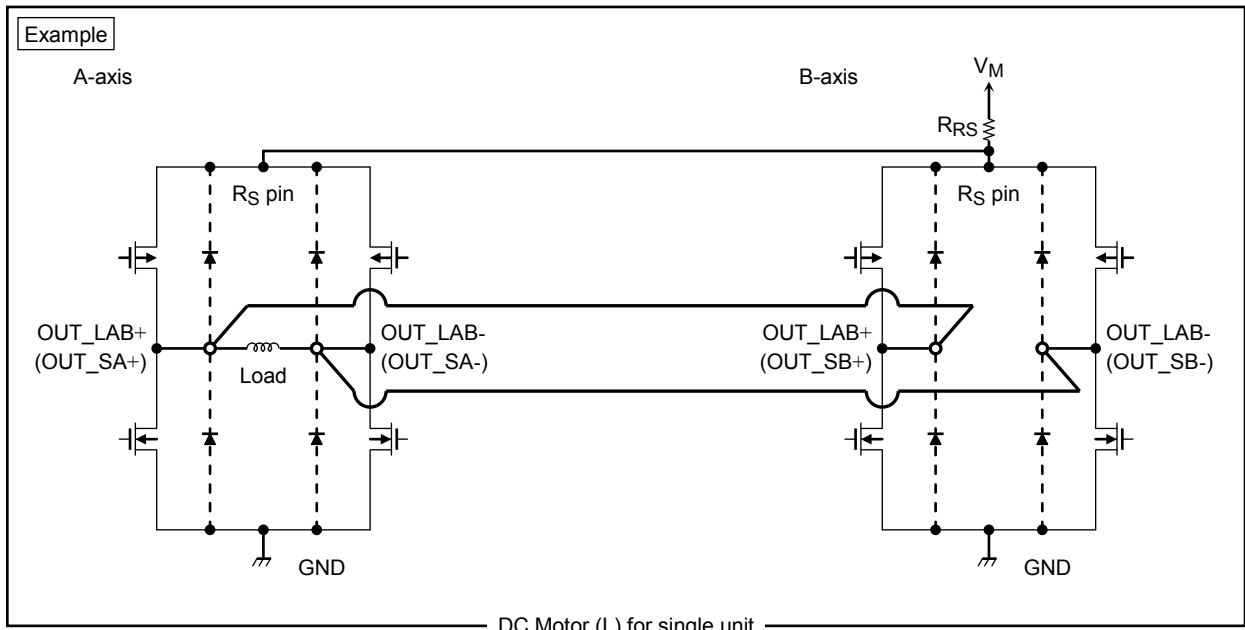 Example
A-axis
B-axis
VM
RRS
RS pin
RS pin
OUT_LAB+
(OUT_SA+)
Load
OUT_LAB-
(OUT_SA-)
OUT_LAB+
(OUT_SB+)
OUT_LAB-
(OUT_SB-)
GND
GND
DC Motor (L) for single unit